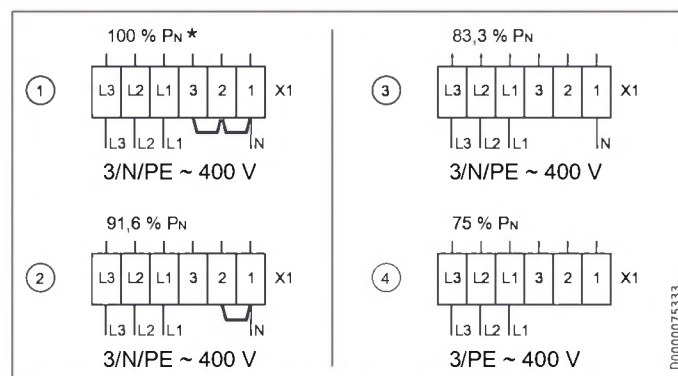 100 % PN *
1 L3 L2 L1 3 2 1 X1
L3 L2 L1 N
3/N/PE ~ 400 V
91,6 % PN
2 L3 L2 L1 3 2 1 X1
L3 L2 L1 N
3/N/PE ~ 400 V
83,3 % PN
3 L3 L2 L1 3 2 1 X1
L3 L2 L1 N
3/N/PE ~ 400 V
75 % PN
4 L3 L2 L1 3 2 1 X1
L3 L2 L1
3/PE ~ 400 V
D0000075333